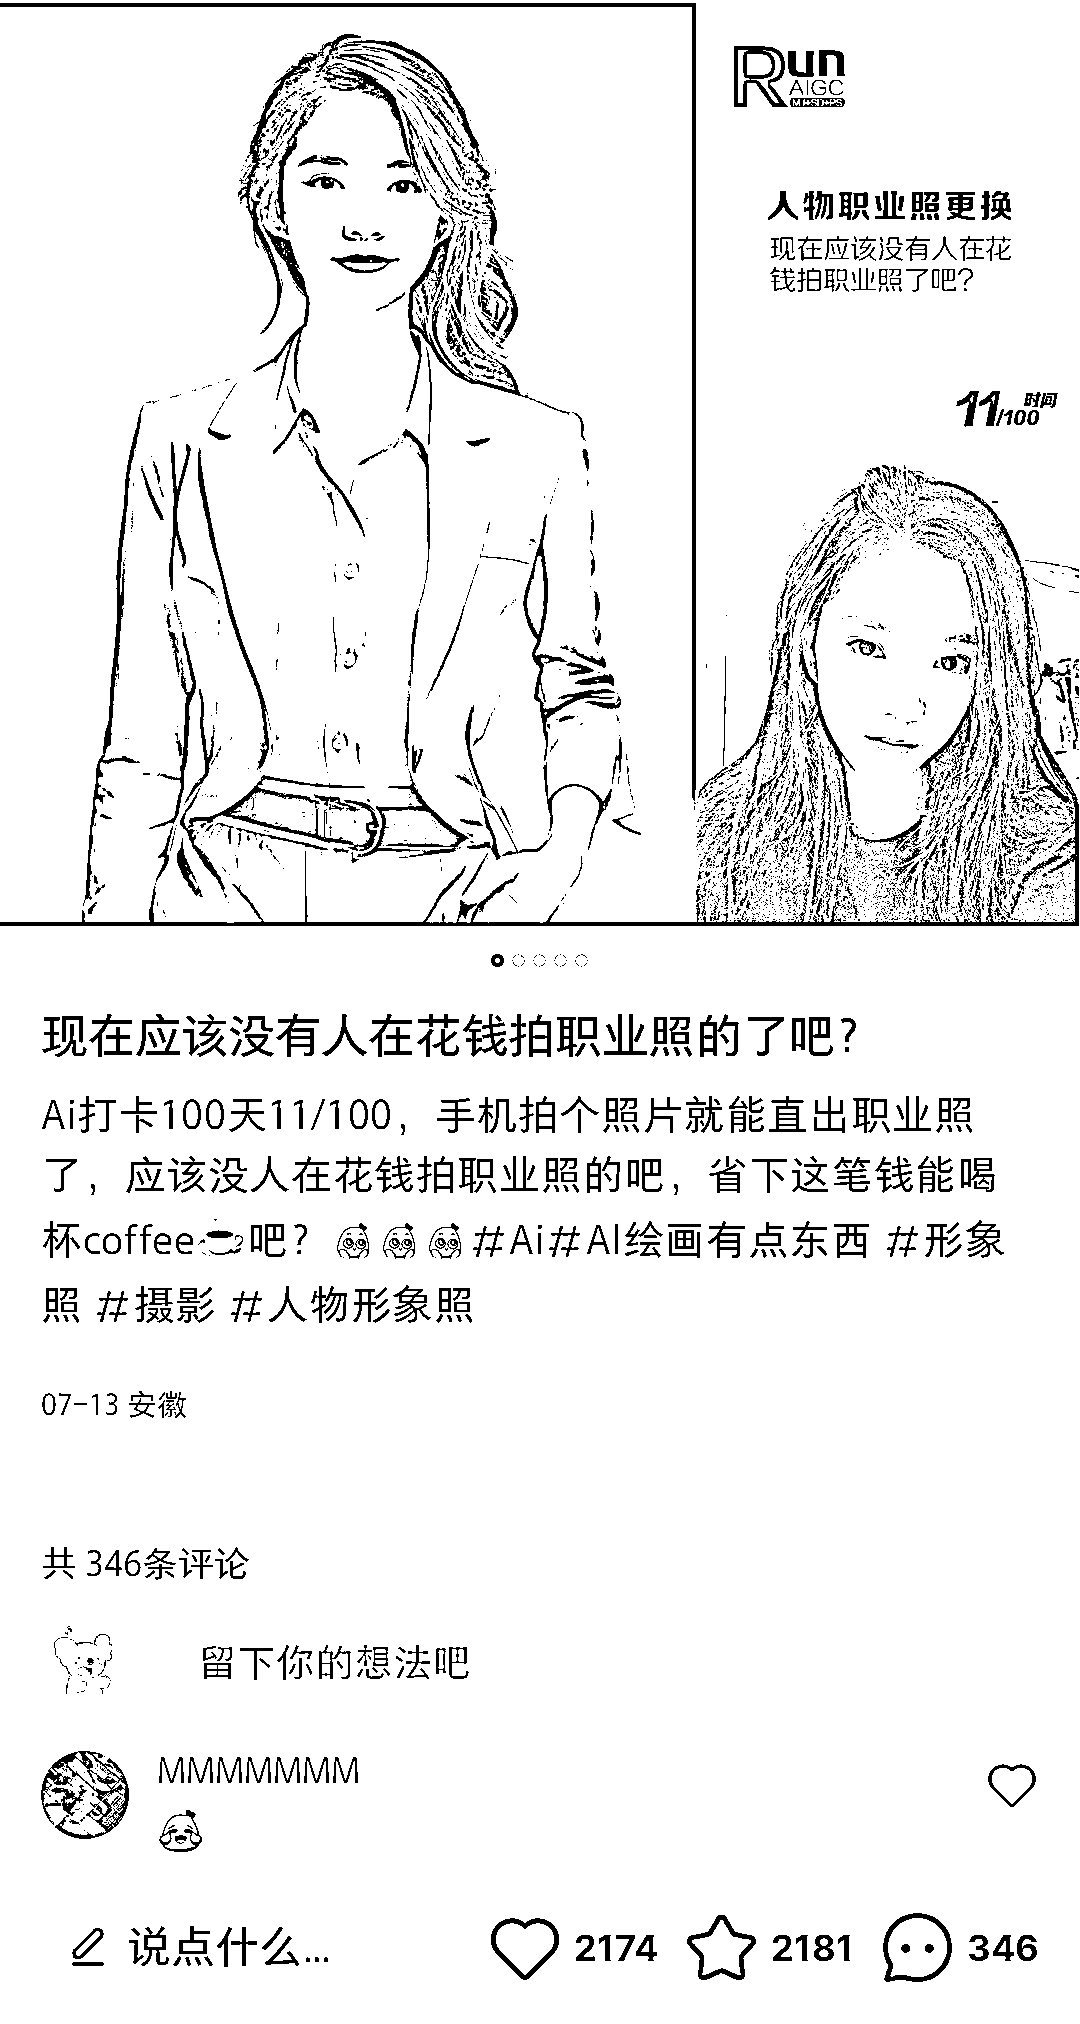 Run
AIGC
MJ+SD+PS
人物职业照更换
现在应该没有人在花
钱拍职业照了吧?
11/100时间
现在应该没有人在花钱拍职业照的了吧?
Ai打卡100天11/100，手机拍个照片就能直出职业照
了，应该没人在花钱拍职业照的吧，省下这笔钱能喝
杯coffee☕吧? #Ai#AI绘画有点东西 #形象
照 #摄影 #人物形象照
07-13 安徽
共 346条评论
留下你的想法吧
MMMMMMM
说点什么...
2174
2181
346